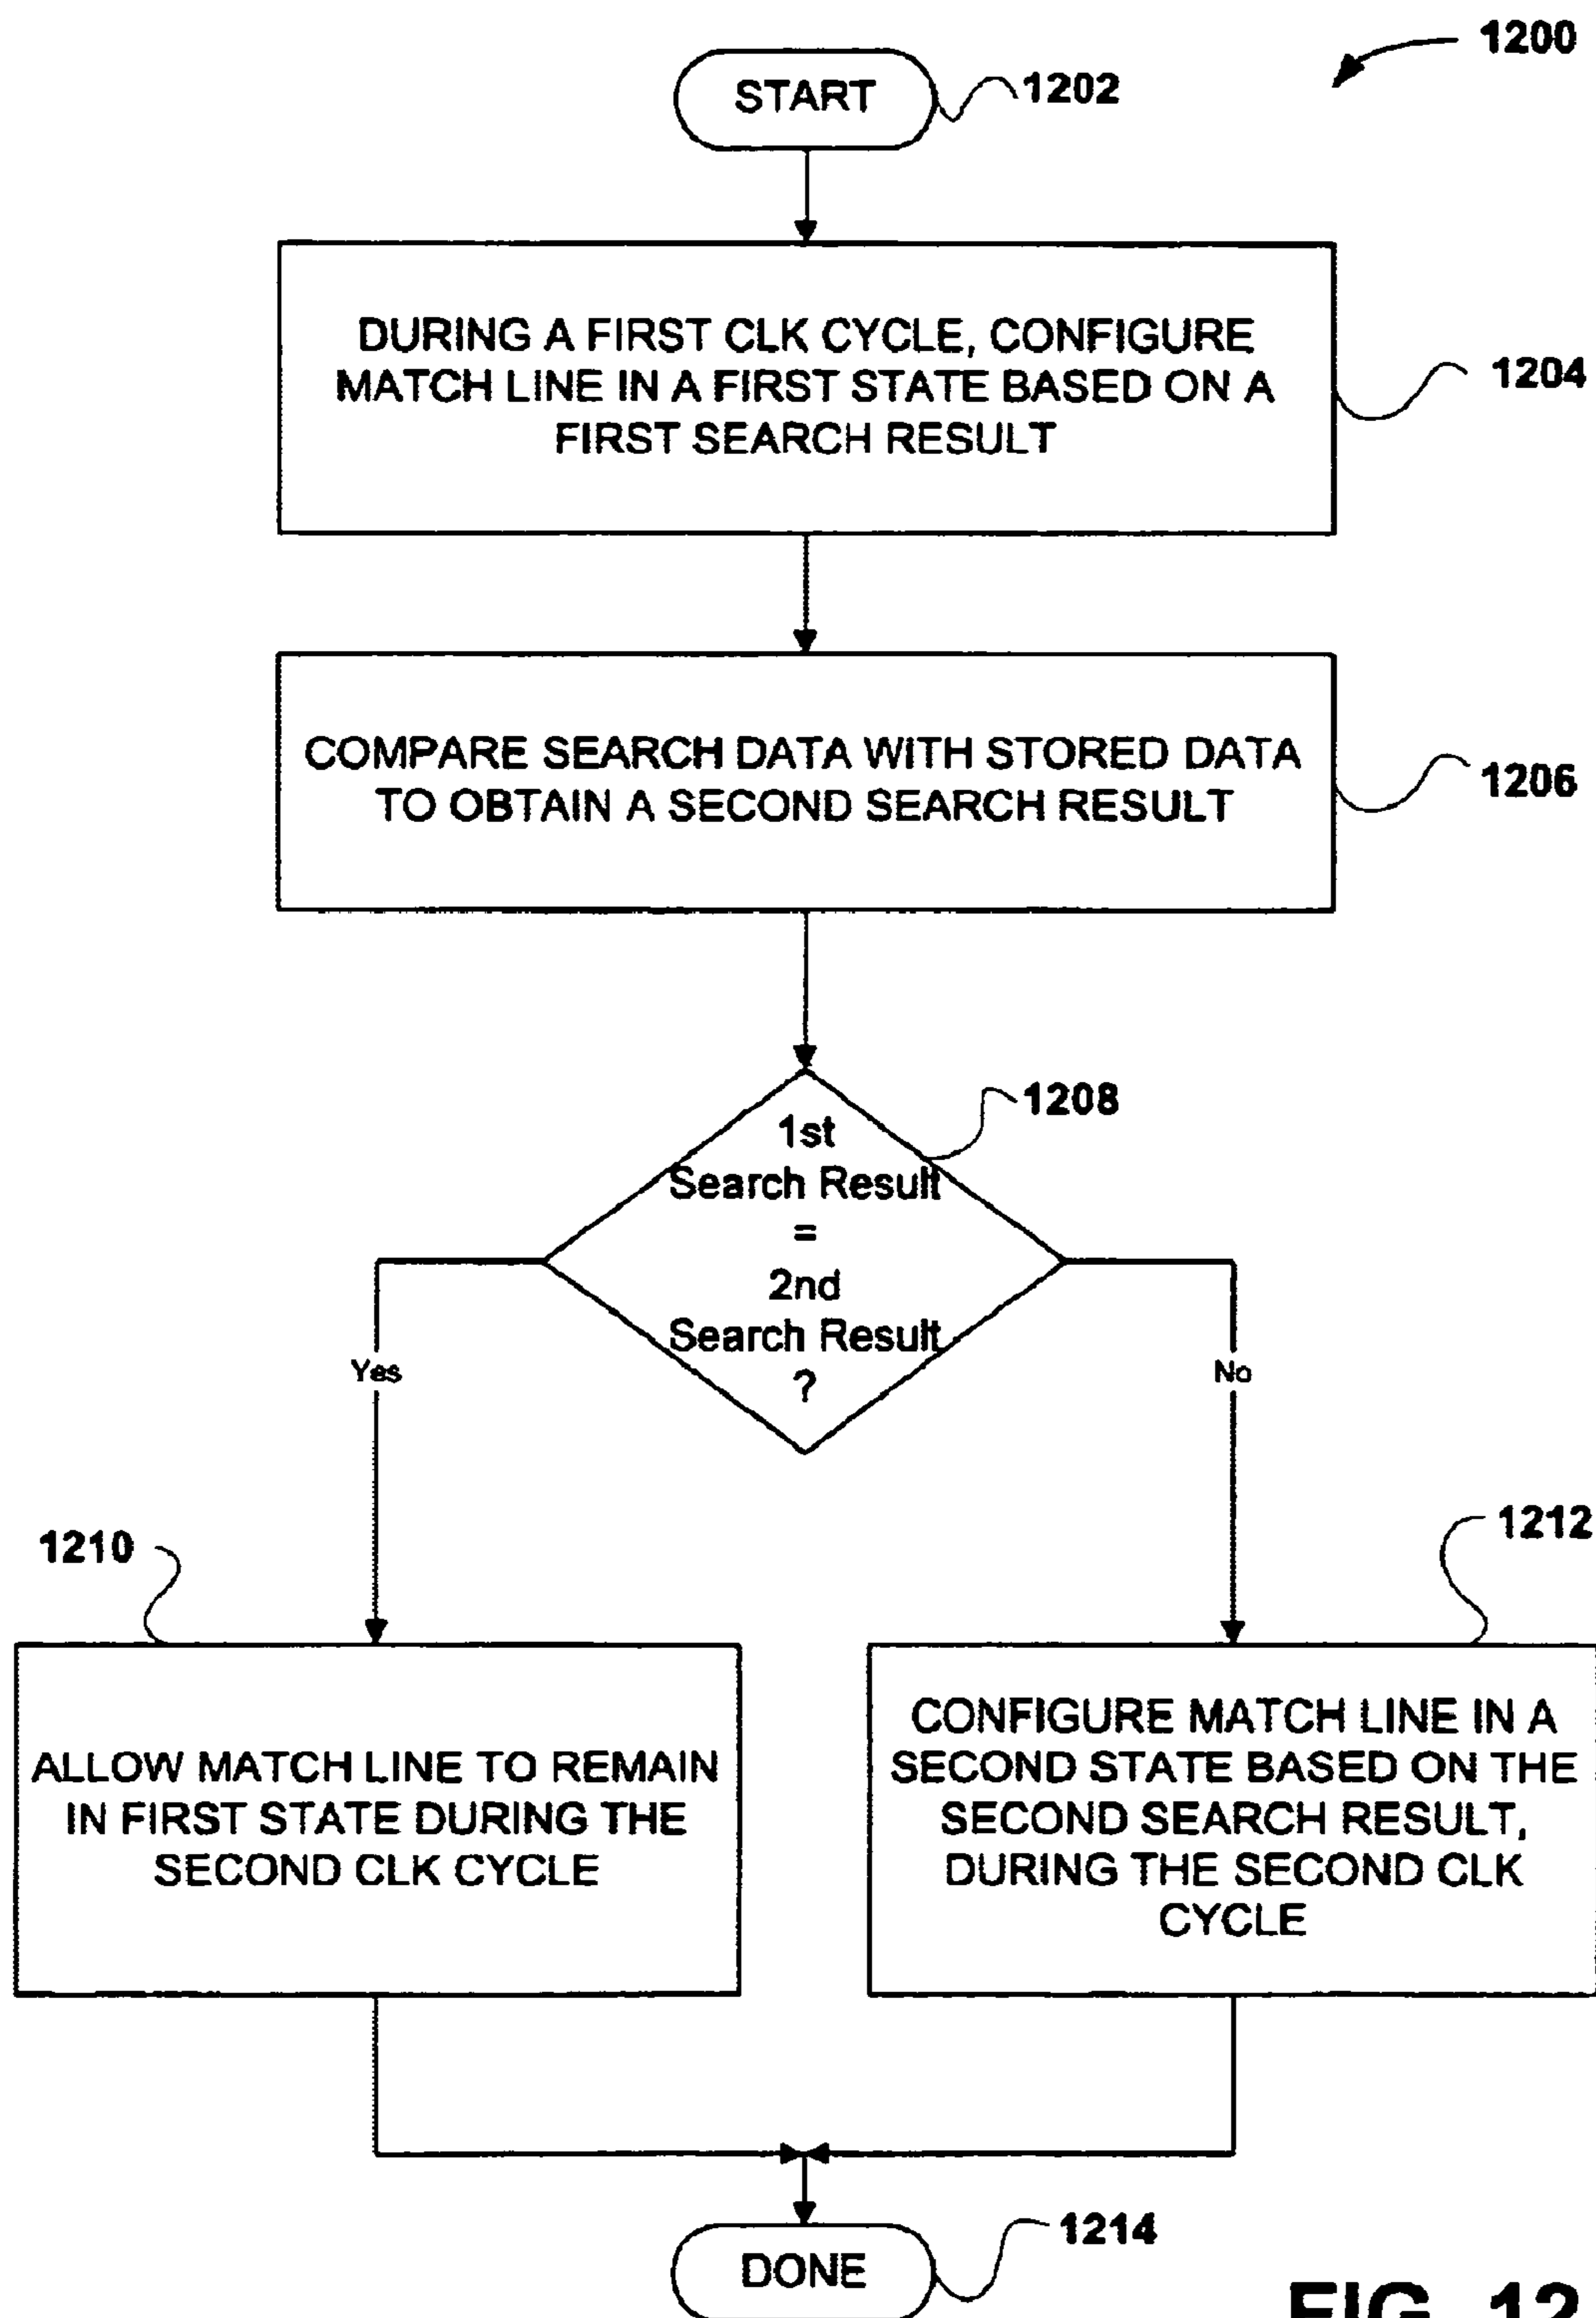 1200
START
1202
DURING A FIRST CLK CYCLE, CONFIGURE
MATCH LINE IN A FIRST STATE BASED ON A
FIRST SEARCH RESULT
1204
COMPARE SEARCH DATA WITH STORED DATA
TO OBTAIN A SECOND SEARCH RESULT
1206
1208
1st
Search Result
=
2nd
Search Result
?
Yes
No
1210
1212
ALLOW MATCH LINE TO REMAIN
IN FIRST STATE DURING THE
SECOND CLK CYCLE
CONFIGURE MATCH LINE IN A
SECOND STATE BASED ON THE
SECOND SEARCH RESULT,
DURING THE SECOND CLK
CYCLE
1214
DONE
FIG. 12